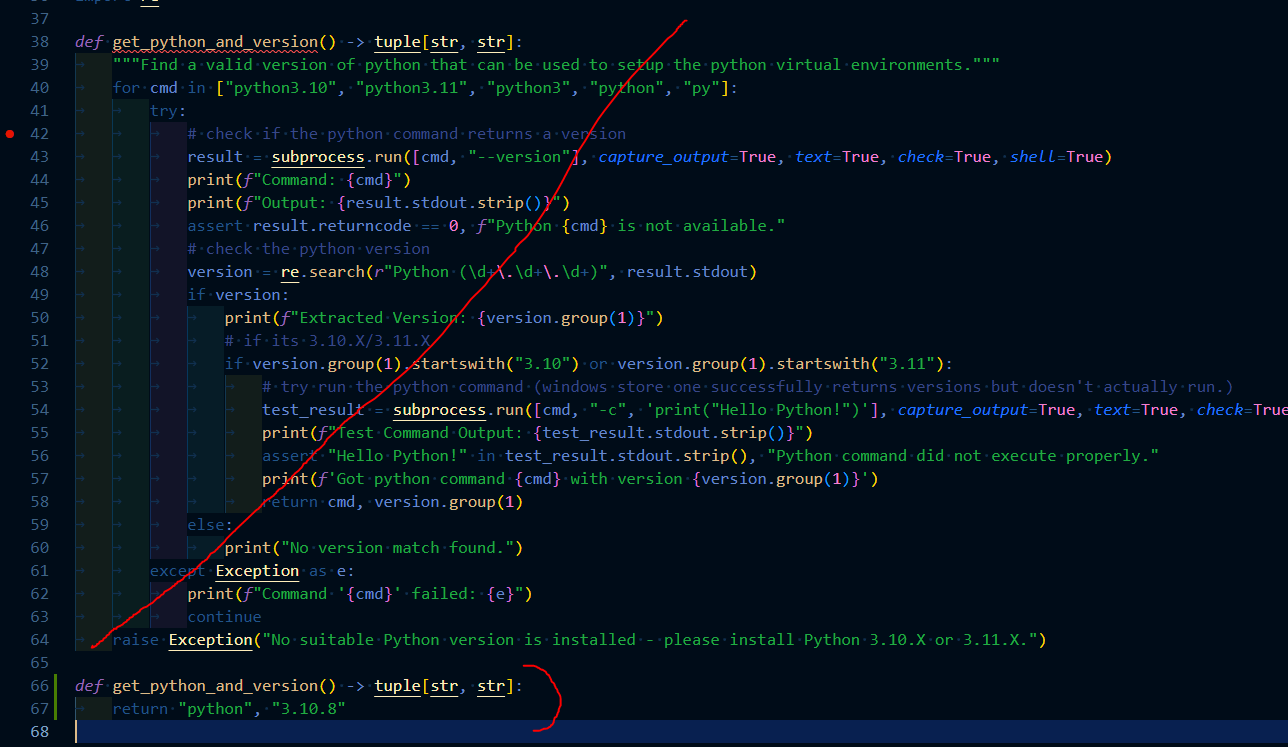 37
38 def get_python_and_version() -> tuple[str, str]:
39 """Find a valid version of python that can be used to setup the python virtual environments."""
40 for cmd in ["python3.10", "python3.11", "python3", "python", "py"]:
41 try:
42 # check if the python command returns a version
43 result = subprocess.run([cmd, "--version"], capture_output=True, text=True, check=True, shell=True)
44 print(f"Command: {cmd}")
45 print(f"Output: {result.stdout.strip()}")
46 assert result.returncode == 0, f"Python {cmd} is not available."
47 # check the python version
48 version = re.search(r"Python (\d+\.\d+\.\d+)", result.stdout)
49 if version:
50 print(f"Extracted Version: {version.group(1)}")
51 # if its 3.10.X/3.11.X
52 if version.group(1).startswith("3.10") or version.group(1).startswith("3.11"):
53 # try run the python command (windows store one successfully returns versions but doesn't actually run.)
54 test_result = subprocess.run([cmd, "-c", 'print("Hello Python!")'], capture_output=True, text=True, check=True
55 print(f"Test Command Output: {test_result.stdout.strip()}")
56 assert "Hello Python!" in test_result.stdout.strip(), "Python command did not execute properly."
57 print(f'Got python command {cmd} with version {version.group(1)}')
58 return cmd, version.group(1)
59 else:
60 print("No version match found.")
61 except Exception as e:
62 print(f"Command '{cmd}' failed: {e}")
63 continue
64 raise Exception("No suitable Python version is installed - please install Python 3.10.X or 3.11.X.")
65
66 def get_python_and_version() -> tuple[str, str]:
67 return "python", "3.10.8"
68